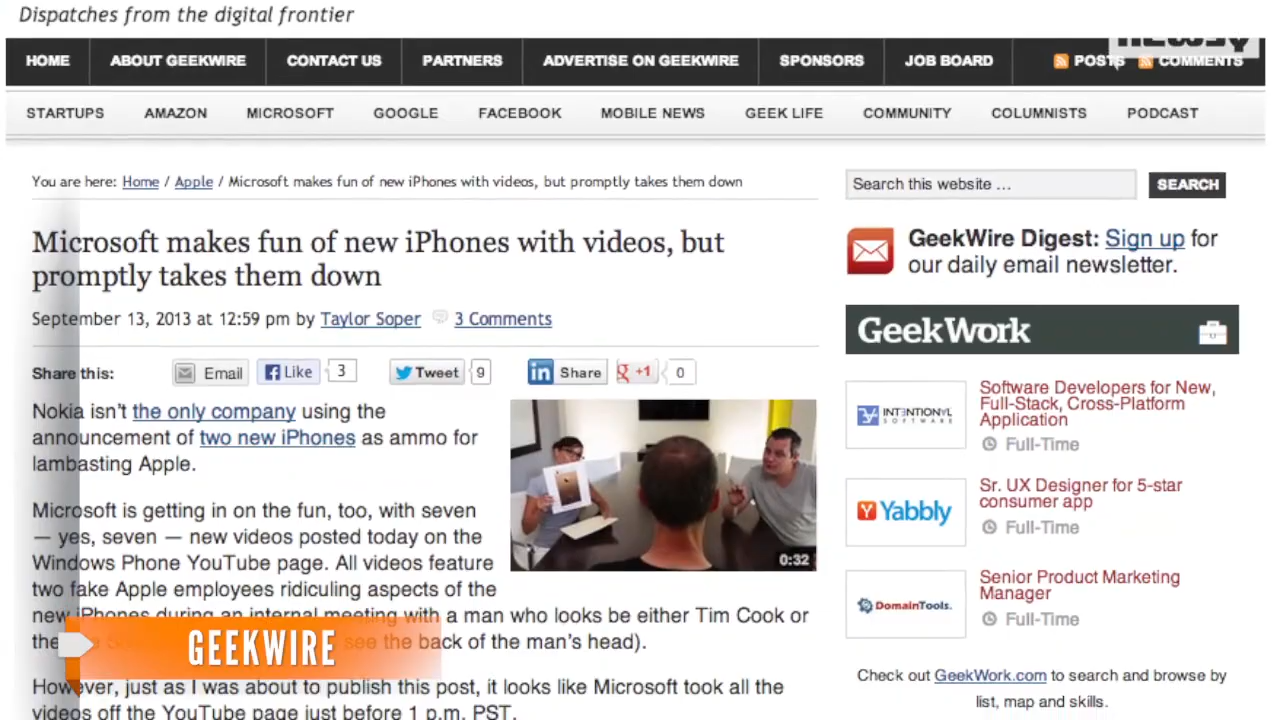 Dispatches from the digital frontier
HOME ABOUT GEEKWIRE CONTACT US PARTNERS ADVERTISE ON GEEKWIRE SPONSORS JOB BOARD POSTS COMMENTS
newsy
STARTUPS AMAZON MICROSOFT GOOGLE FACEBOOK MOBILE NEWS GEEK LIFE COMMUNITY COLUMNISTS PODCAST
You are here: Home / Apple / Microsoft makes fun of new iPhones with videos, but promptly takes them down
Microsoft makes fun of new iPhones with videos, but
promptly takes them down
September 13, 2013 at 12:59 pm by Taylor Soper 3 Comments
Share this: Email Like 3 Tweet 9 in Share g +1 0
Nokia isn't the only company using the
announcement of two new iPhones as ammo for
lambasting Apple.
Microsoft is getting in on the fun, too, with seven
— yes, seven — new videos posted today on the
Windows Phone YouTube page. All videos feature
two fake Apple employees ridiculing aspects of the
new iPhones during an internal meeting with a man who looks be either Tim Cook or
the see the back of the man's head).
However, just as I was about to publish this post, it looks like Microsoft took all the
videos off the YouTube page just before 1 p.m. PST.
0:32
GEEKWIRE
Search this website ... SEARCH
GeekWire Digest: Sign up for
our daily email newsletter.
GeekWork
INTENTIONAL
SOFTWARE
Software Developers for New,
Full-Stack, Cross-Platform
Application
Full-Time
Y Yabbly
Sr. UX Designer for 5-star
consumer app
Full-Time
DOMAINTOOLS.
Senior Product Marketing
Manager
Full-Time
Check out GeekWork.com to search and browse by
list, map and skills.